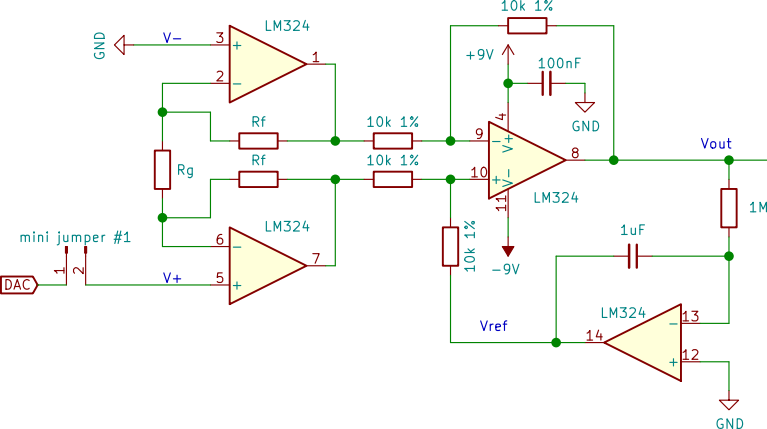 10k 1%
LM324
GND
V-
3
+
1
2
-
+9V
100nF
4
GND
Rf
10k 1%
9
-
V+
8
Vout
Rf
10k 1%
10
+
V-
11
LM324
Rg
1M
LM324
10k 1%
1uF
-9V
mini jumper #1
6
-
7
1
2
V+
5
+
DAC
LM324
13
-
Vref
14
12
+
GND